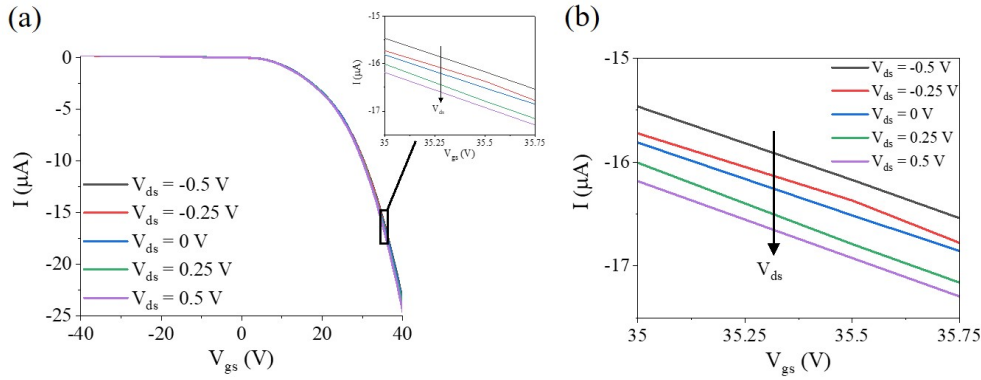 (a)
0
-5
-10
-15
-20
-25
I (μA)
-40
-20
0
20
40
Vgs (V)
Vds = -0.5 V
Vds = -0.25 V
Vds = 0 V
Vds = 0.25 V
Vds = 0.5 V
-15
-16
-17
I (μA)
35
35.25
35.5
35.75
Vgs (V)
Vds
(b)
-15
-16
-17
I (μA)
35
35.25
35.5
35.75
Vgs (V)
Vds = -0.5 V
Vds = -0.25 V
Vds = 0 V
Vds = 0.25 V
Vds = 0.5 V
Vds